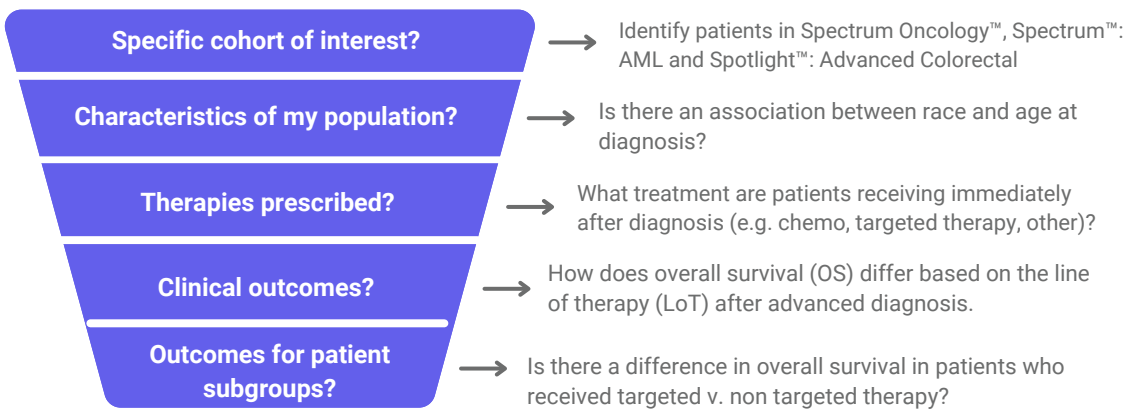 Specific cohort of interest?
Identify patients in Spectrum Oncology™, Spectrum™:
AML and Spotlight™: Advanced Colorectal
Characteristics of my population?
Is there an association between race and age at
diagnosis?
Therapies prescribed?
What treatment are patients receiving immediately
after diagnosis (e.g. chemo, targeted therapy, other)?
Clinical outcomes?
How does overall survival (OS) differ based on the line
of therapy (LoT) after advanced diagnosis.
Outcomes for patient
subgroups?
Is there a difference in overall survival in patients who
received targeted v. non targeted therapy?